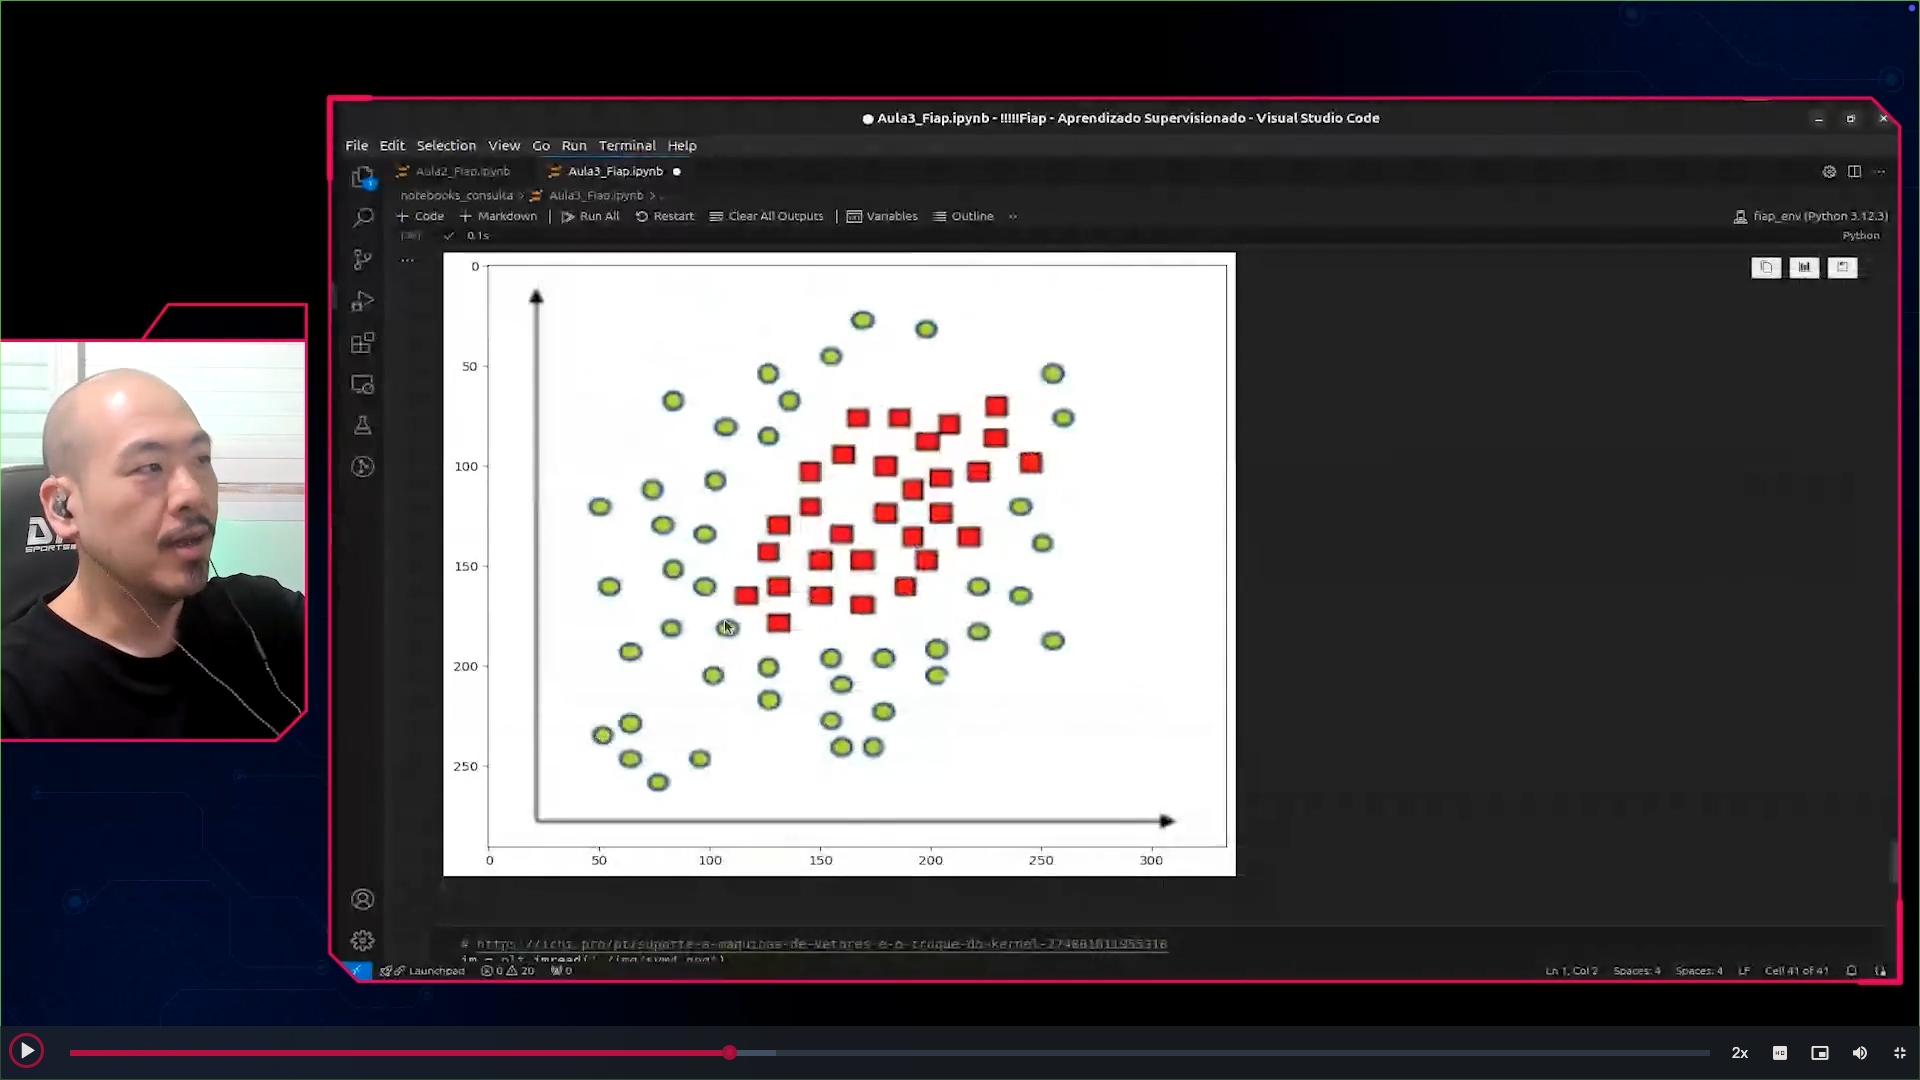 Aula3_Fiap.ipynb - !!!!!Fiap - Aprendizado Supervisionado - Visual Studio Code
File Edit Selection View Go Run Terminal Help
Aula2_Fiap.ipynb Aula3_Fiap.ipynb
notebooks_consulta > Aula3_Fiap.ipynb > ..
+ Code + Markdown | Run All Restart Clear All Outputs | Variables Outline ...
fiap_env (Python 3.12.3)
0.1s
Python
0
50
100
150
200
250
0 50 100 150 200 250 300
DX
SPORTS
# https://ichi.pro/pt/suporte-a-maquinas-de-vetores-e-o-truque-do-kernel-
im = plt.imread(
Launchpad 0 20 0
Ln 1, Col 2 Spaces: 4 Spaces: 4 LF Cell 41 of 41
2x
HD